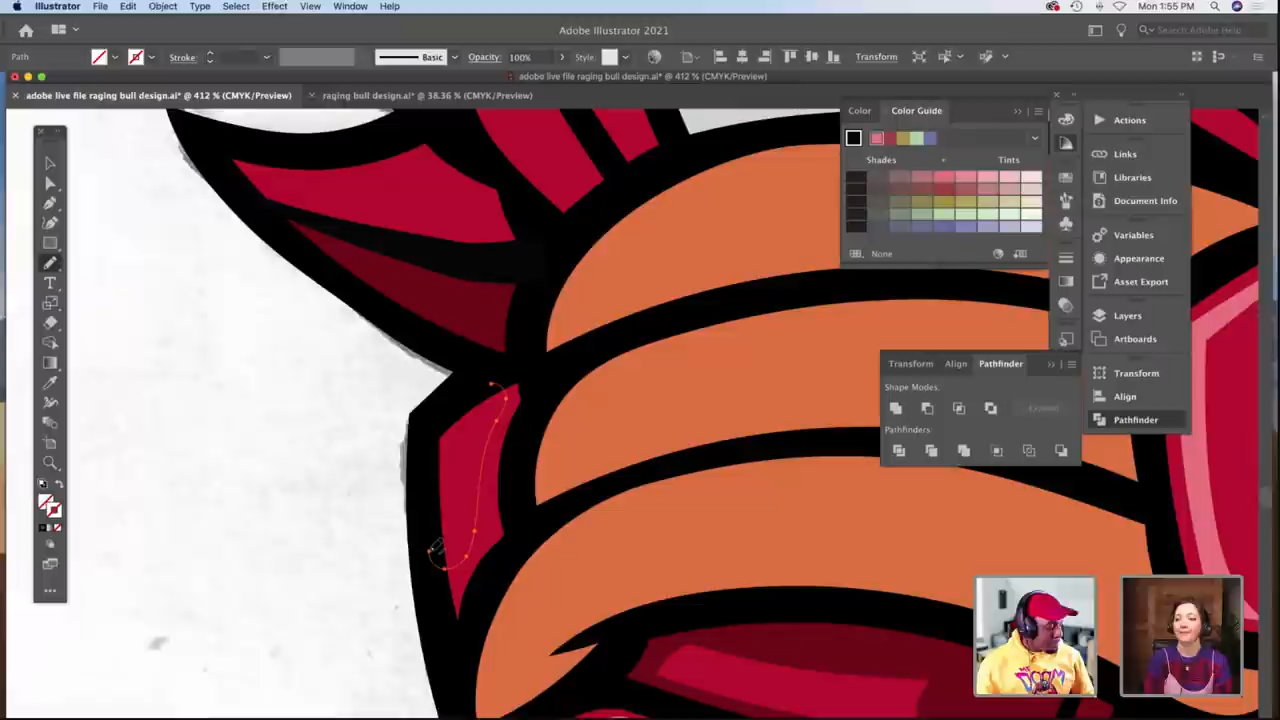 Illustrator File Edit Object Type Select Effect View Window Help
Mon 1:55 PM
Adobe Illustrator 2021
Search Adobe Help
Path
Stroke:
Basic
Opacity: 100%
Style:
Transform
adobe live file raging bull design.ai* @ 412 % (CMYK/Preview)
adobe live file raging bull design.ai* @ 412 % (CMYK/Preview)
raging bull design.ai* @ 38.36 % (CMYK/Preview)
Color
Color Guide
Shades
Tints
None
Actions
Links
Libraries
Document Info
Variables
Appearance
Asset Export
Layers
Artboards
Transform
Align
Pathfinder
Transform
Align
Pathfinder
Shape Modes:
Expand
Pathfinders:
DOOM